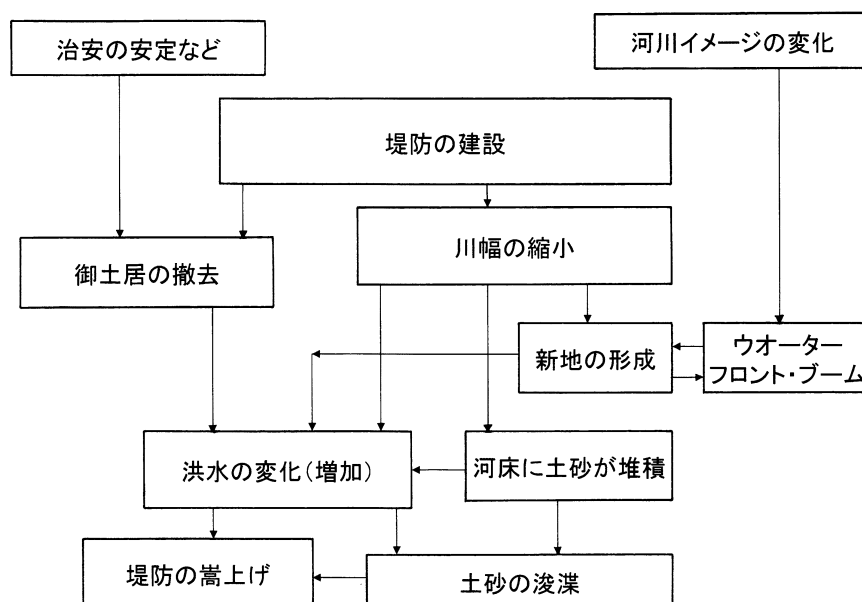 治安の安定など
河川イメージの変化
堤防の建設
川幅の縮小
御土居の撤去
新地の形成
ウオーター
フロント・ブーム
洪水の変化（増加）
河床に土砂が堆積
堤防の嵩上げ
土砂の浚渫